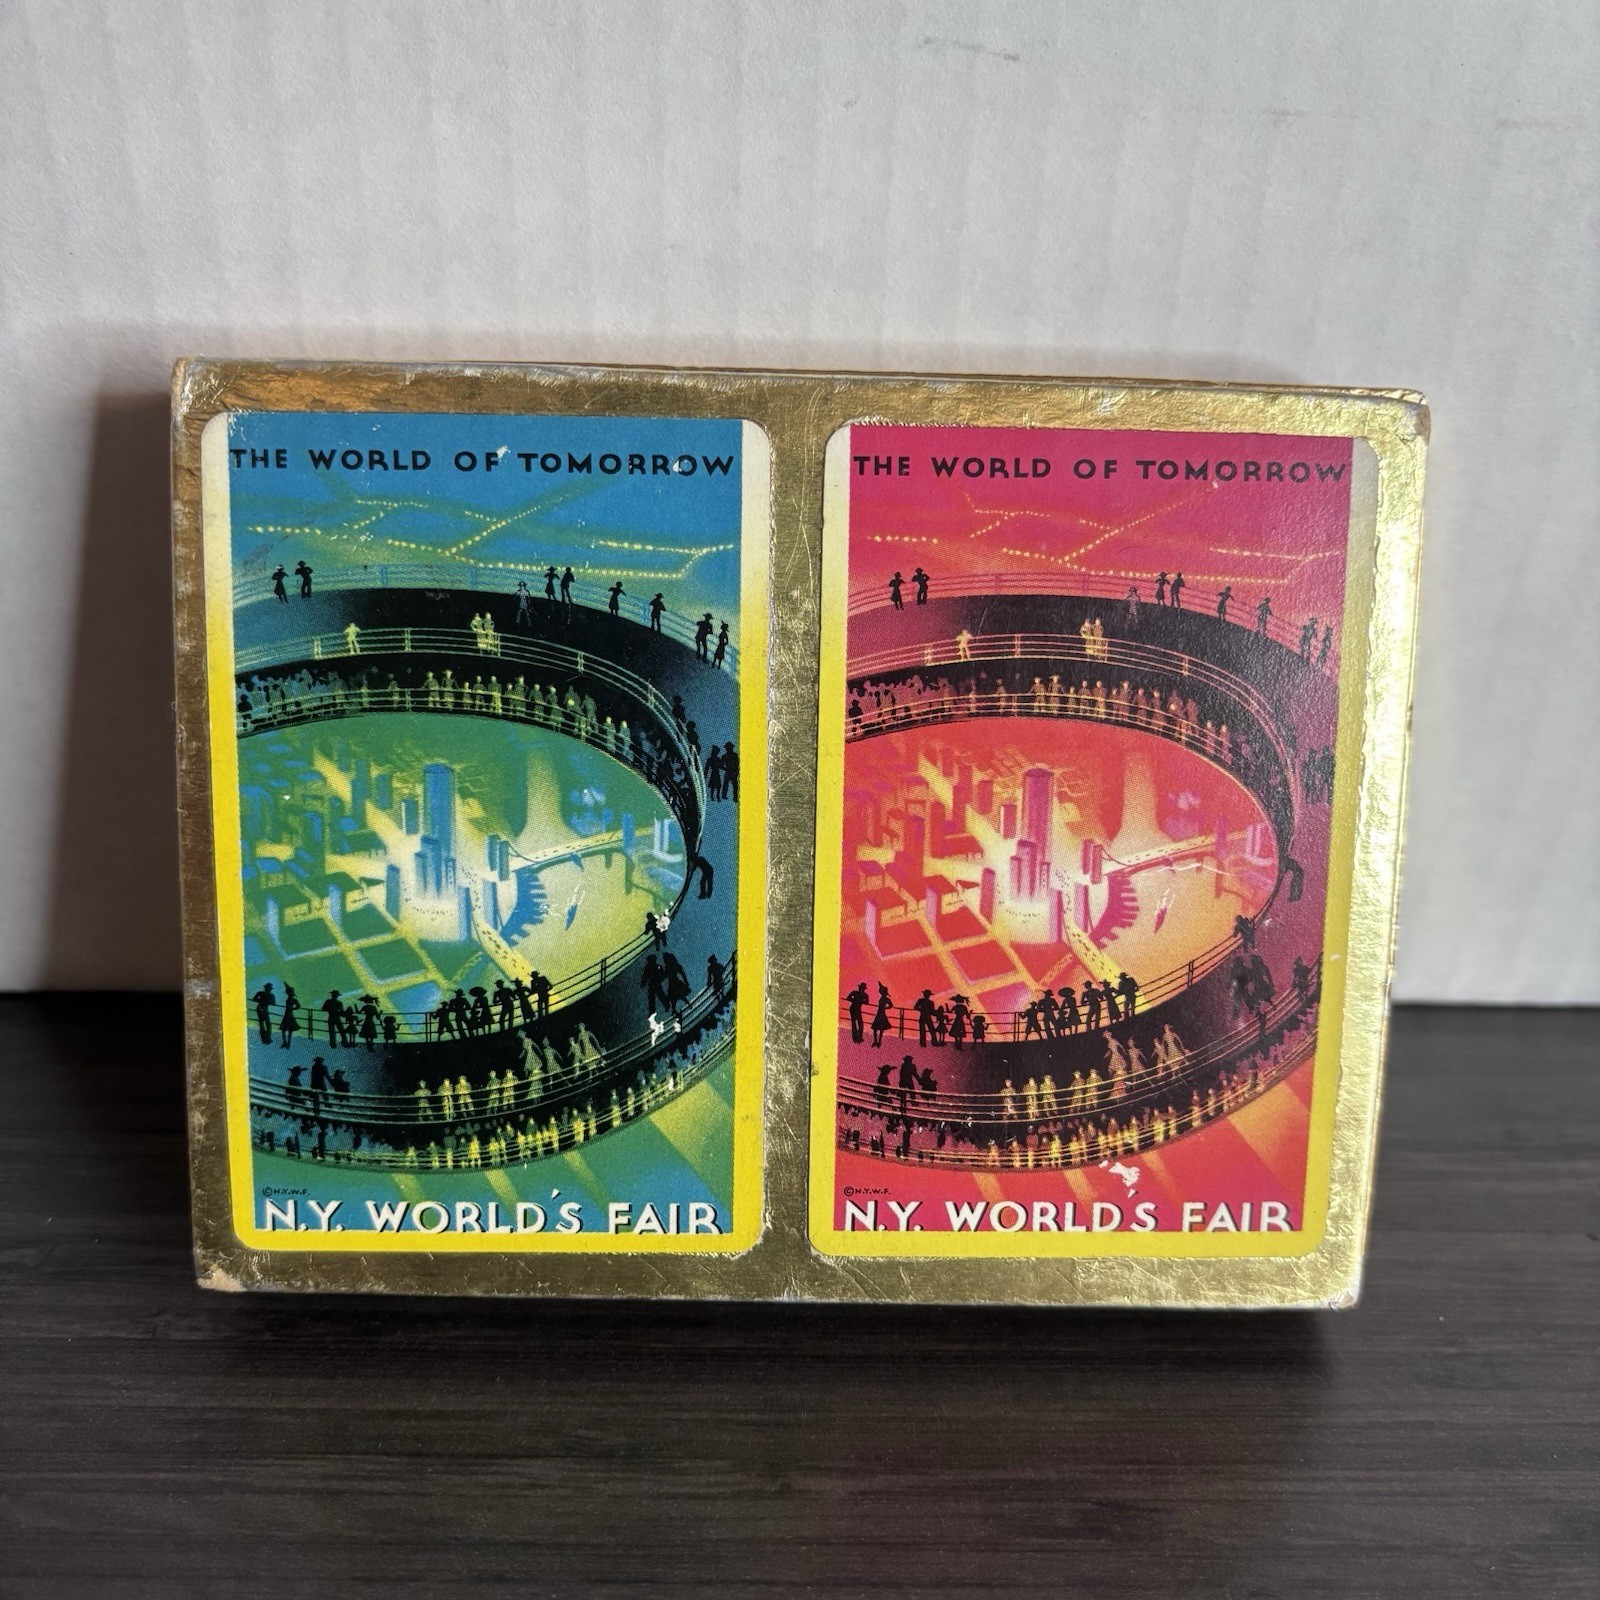 THE WORLD OF TOMORROW
©N.Y.W.F.
N.Y. WORLD'S FAIR
THE WORLD OF TOMORROW
©N.Y.W.F.
N.Y. WORLD'S FAIR